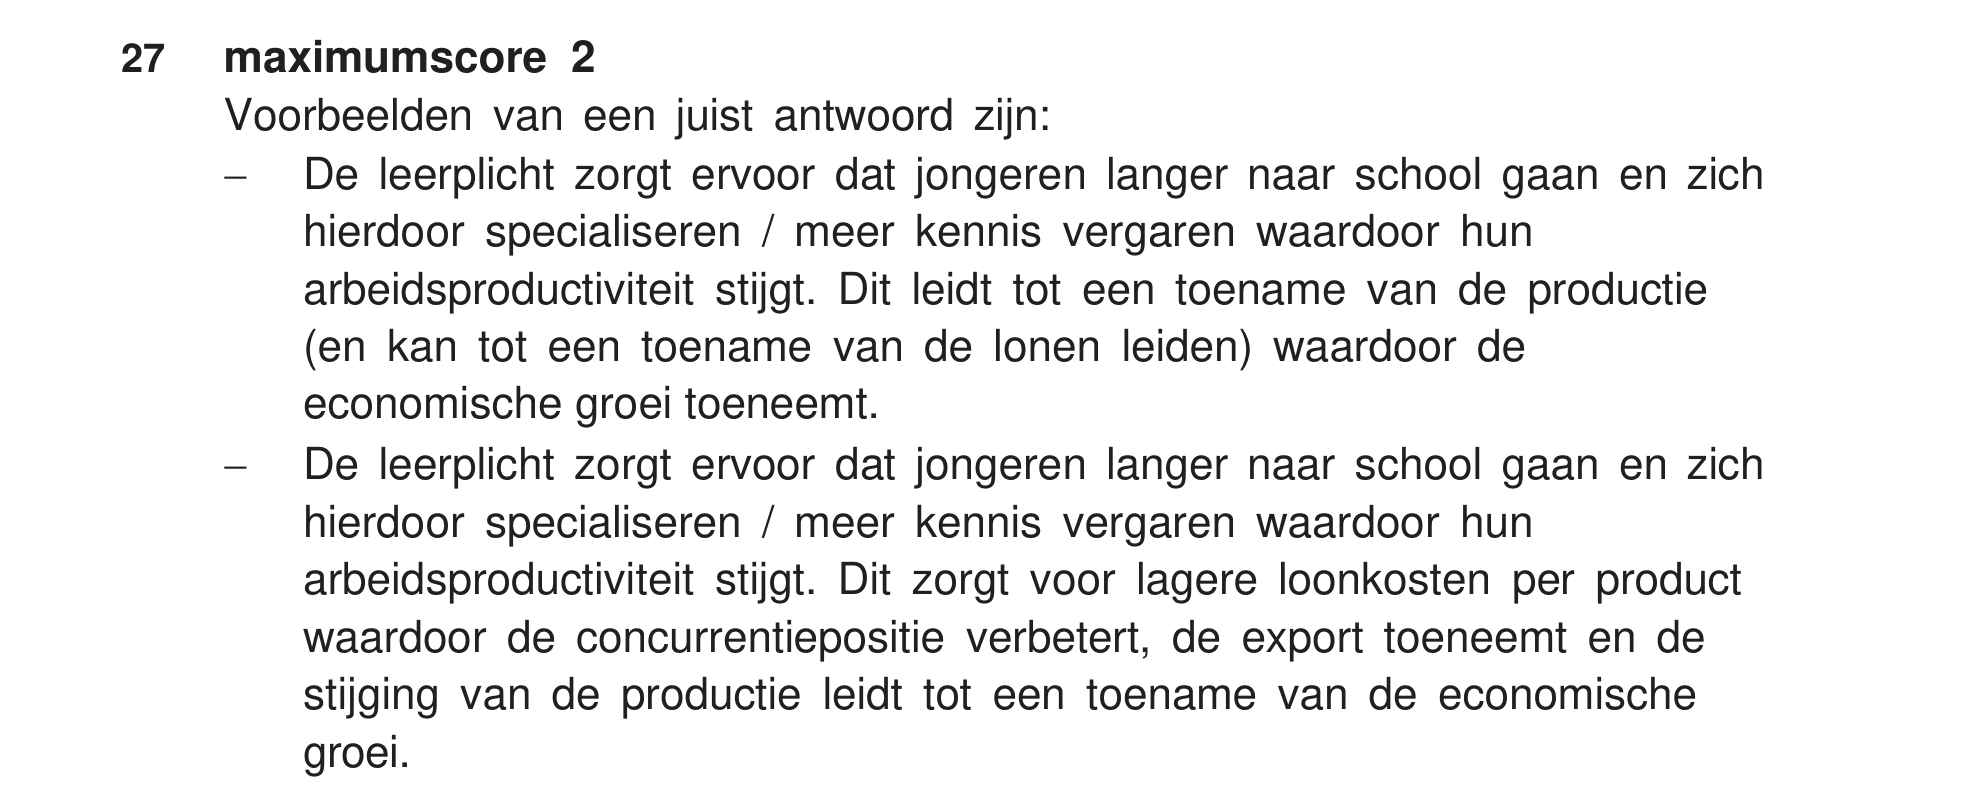 27 maximumscore 2
Voorbeelden van een juist antwoord zijn:
– De leerplicht zorgt ervoor dat jongeren langer naar school gaan en zich
hierdoor specialiseren / meer kennis vergaren waardoor hun
arbeidsproductiviteit stijgt. Dit leidt tot een toename van de productie
(en kan tot een toename van de lonen leiden) waardoor de
economische groei toeneemt.
– De leerplicht zorgt ervoor dat jongeren langer naar school gaan en zich
hierdoor specialiseren / meer kennis vergaren waardoor hun
arbeidsproductiviteit stijgt. Dit zorgt voor lagere loonkosten per product
waardoor de concurrentiepositie verbetert, de export toeneemt en de
stijging van de productie leidt tot een toename van de economische
groei.